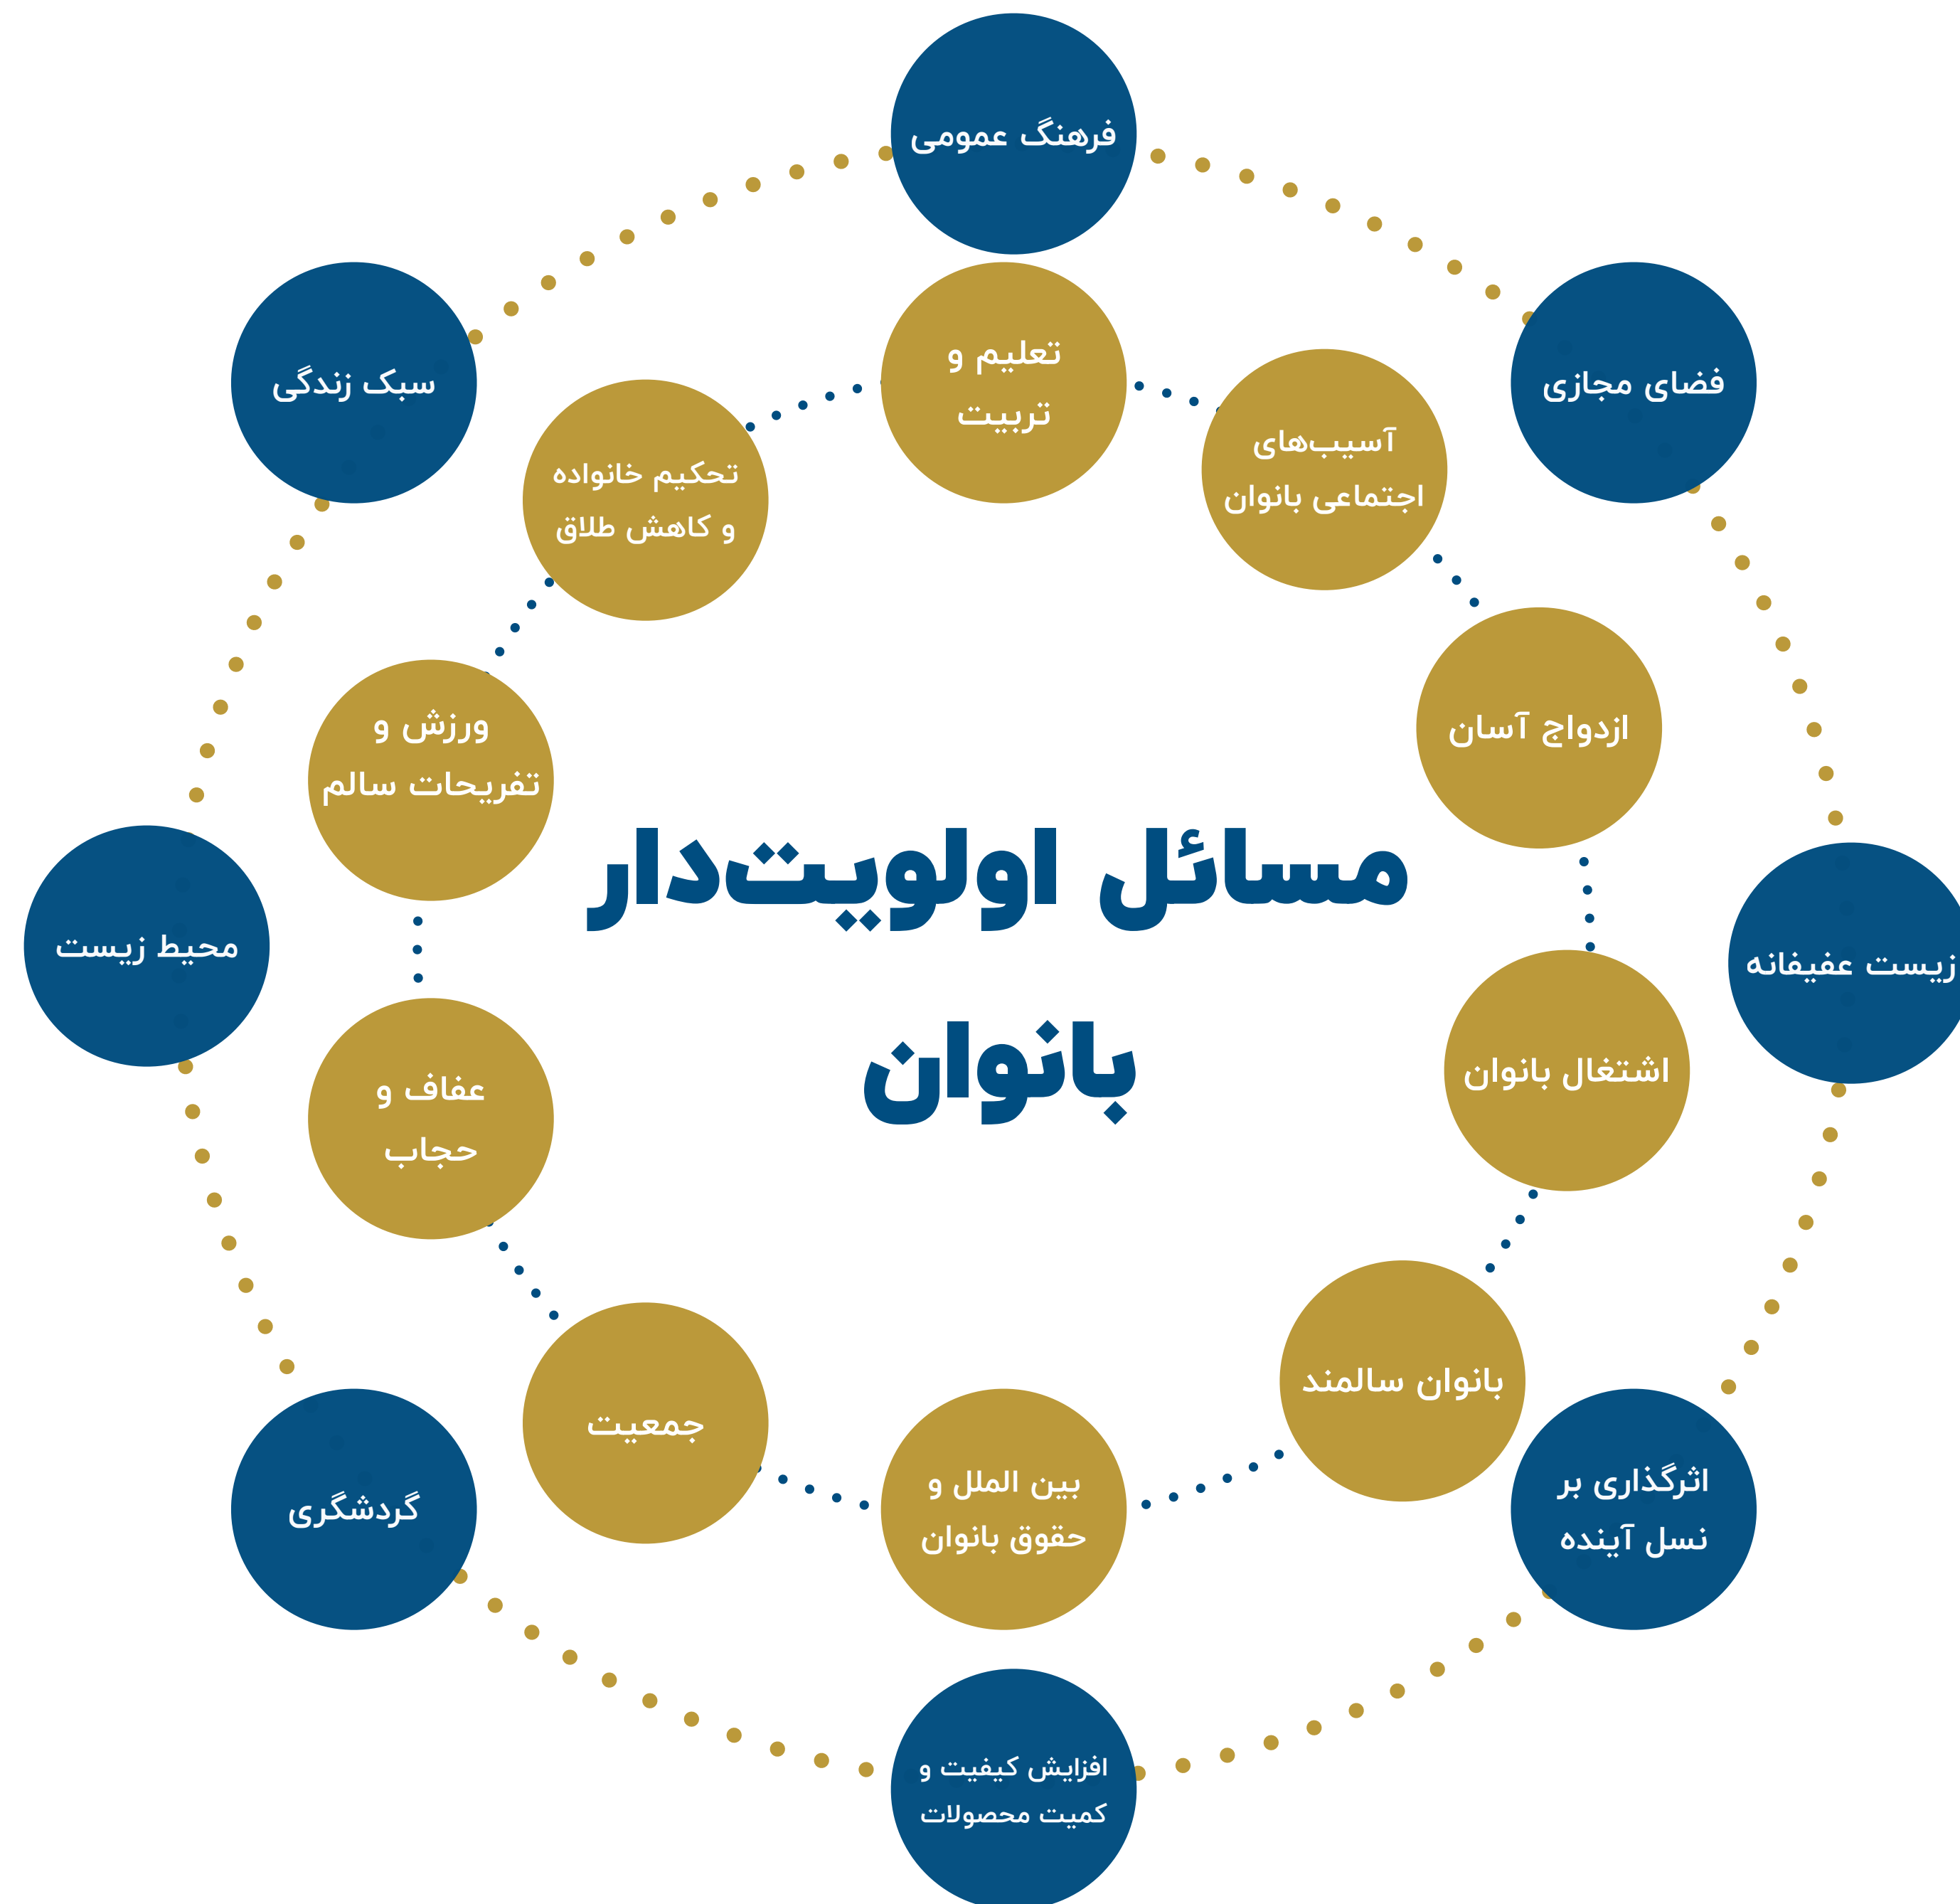 فرهنگ عمومی
سبک زندگی
فضای مجازی
تعلیم و
تربیت
آسیب‌های
اجتماعی بانوان
تحکیم خانواده
و کاهش طلاق
ازدواج آسان
ورزش و
تفریحات سالم
مسائل اولویت‌دار
بانوان
محیط زیست
زیست عفیفانه
اشتغال بانوان
عفاف و
حجاب
بانوان سالمند
جمعیت
بین الملل و
حقوق بانوان
اثرگذاری بر
نسل آینده
گردشگری
افزایش کیفیت و
کمیت محصولات